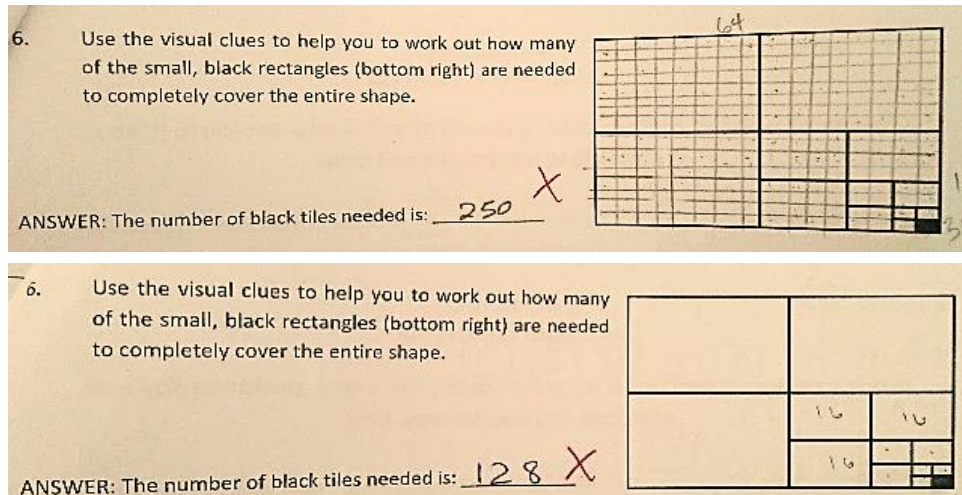 64
6. Use the visual clues to help you to work out how many
of the small, black rectangles (bottom right) are needed
to completely cover the entire shape.
X
ANSWER: The number of black tiles needed is: 250
6. Use the visual clues to help you to work out how many
of the small, black rectangles (bottom right) are needed
to completely cover the entire shape.
16 16
16
ANSWER: The number of black tiles needed is: 128 X